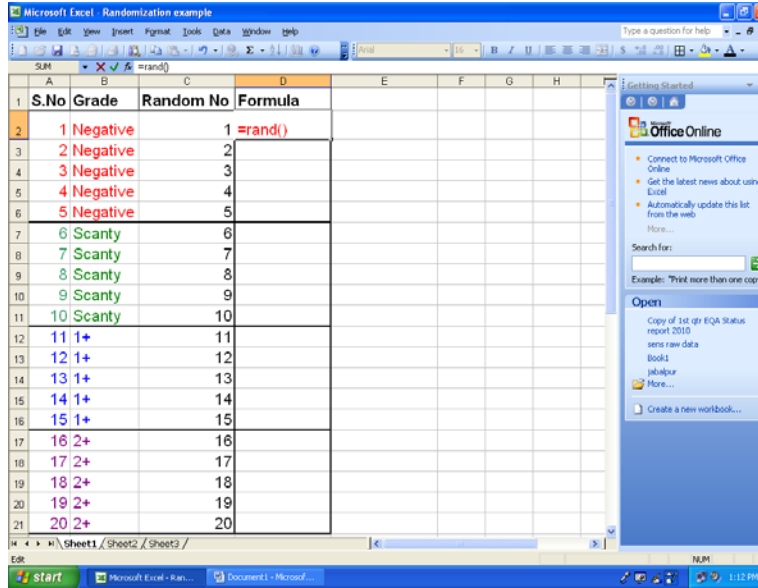 Microsoft Excel - Randomization example
File Edit View Insert Format Tools Data Window Help
Type a question for help
Arial 16 B I U
SUM =rand()
A B C D E F G H
1 S.No Grade Random No Formula
2 1 Negative 1 =rand()
3 2 Negative 2
4 3 Negative 3
5 4 Negative 4
6 5 Negative 5
7 6 Scanty 6
8 7 Scanty 7
9 8 Scanty 8
10 9 Scanty 9
11 10 Scanty 10
12 11 1+ 11
13 12 1+ 12
14 13 1+ 13
15 14 1+ 14
16 15 1+ 15
17 16 2+ 16
18 17 2+ 17
19 18 2+ 18
20 19 2+ 19
21 20 2+ 20
Getting Started
Microsoft
Office Online
Connect to Microsoft Office
Online
Get the latest news about using
Excel
Automatically update this list
from the web
More...
Search for:
Example: "Print more than one copy
Open
Copy of 1st qtr EQA Status
report 2010
sens raw data
Book1
jabalpur
More...
Create a new workbook...
Sheet1 Sheet2 Sheet3
Edit NUM
start Microsoft Excel - Ran... Document1 - Microsof... 1:12 PM